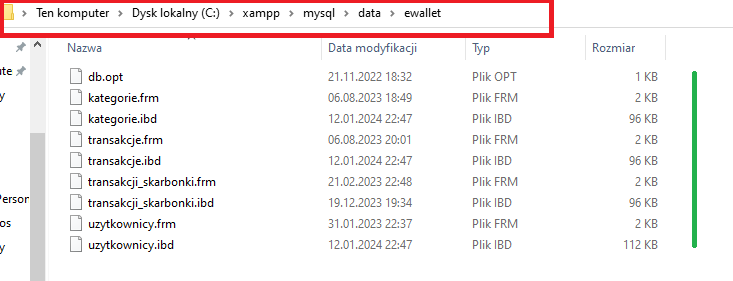 Ten komputer > Dysk lokalny (C:) > xampp > mysql > data > ewallet
Nazwa Data modyfikacji Typ Rozmiar
db.opt 21.11.2022 18:32 Plik OPT 1 KB
kategorie.frm 06.08.2023 18:49 Plik FRM 2 KB
kategorie.ibd 12.01.2024 22:47 Plik IBD 96 KB
transakcje.frm 06.08.2023 20:01 Plik FRM 2 KB
transakcje.ibd 12.01.2024 22:47 Plik IBD 96 KB
transakcji_skarbonki.frm 21.02.2023 22:48 Plik FRM 2 KB
transakcji_skarbonki.ibd 19.12.2023 19:34 Plik IBD 96 KB
uzytkownicy.frm 31.01.2023 22:37 Plik FRM 2 KB
uzytkownicy.ibd 12.01.2024 22:47 Plik IBD 112 KB